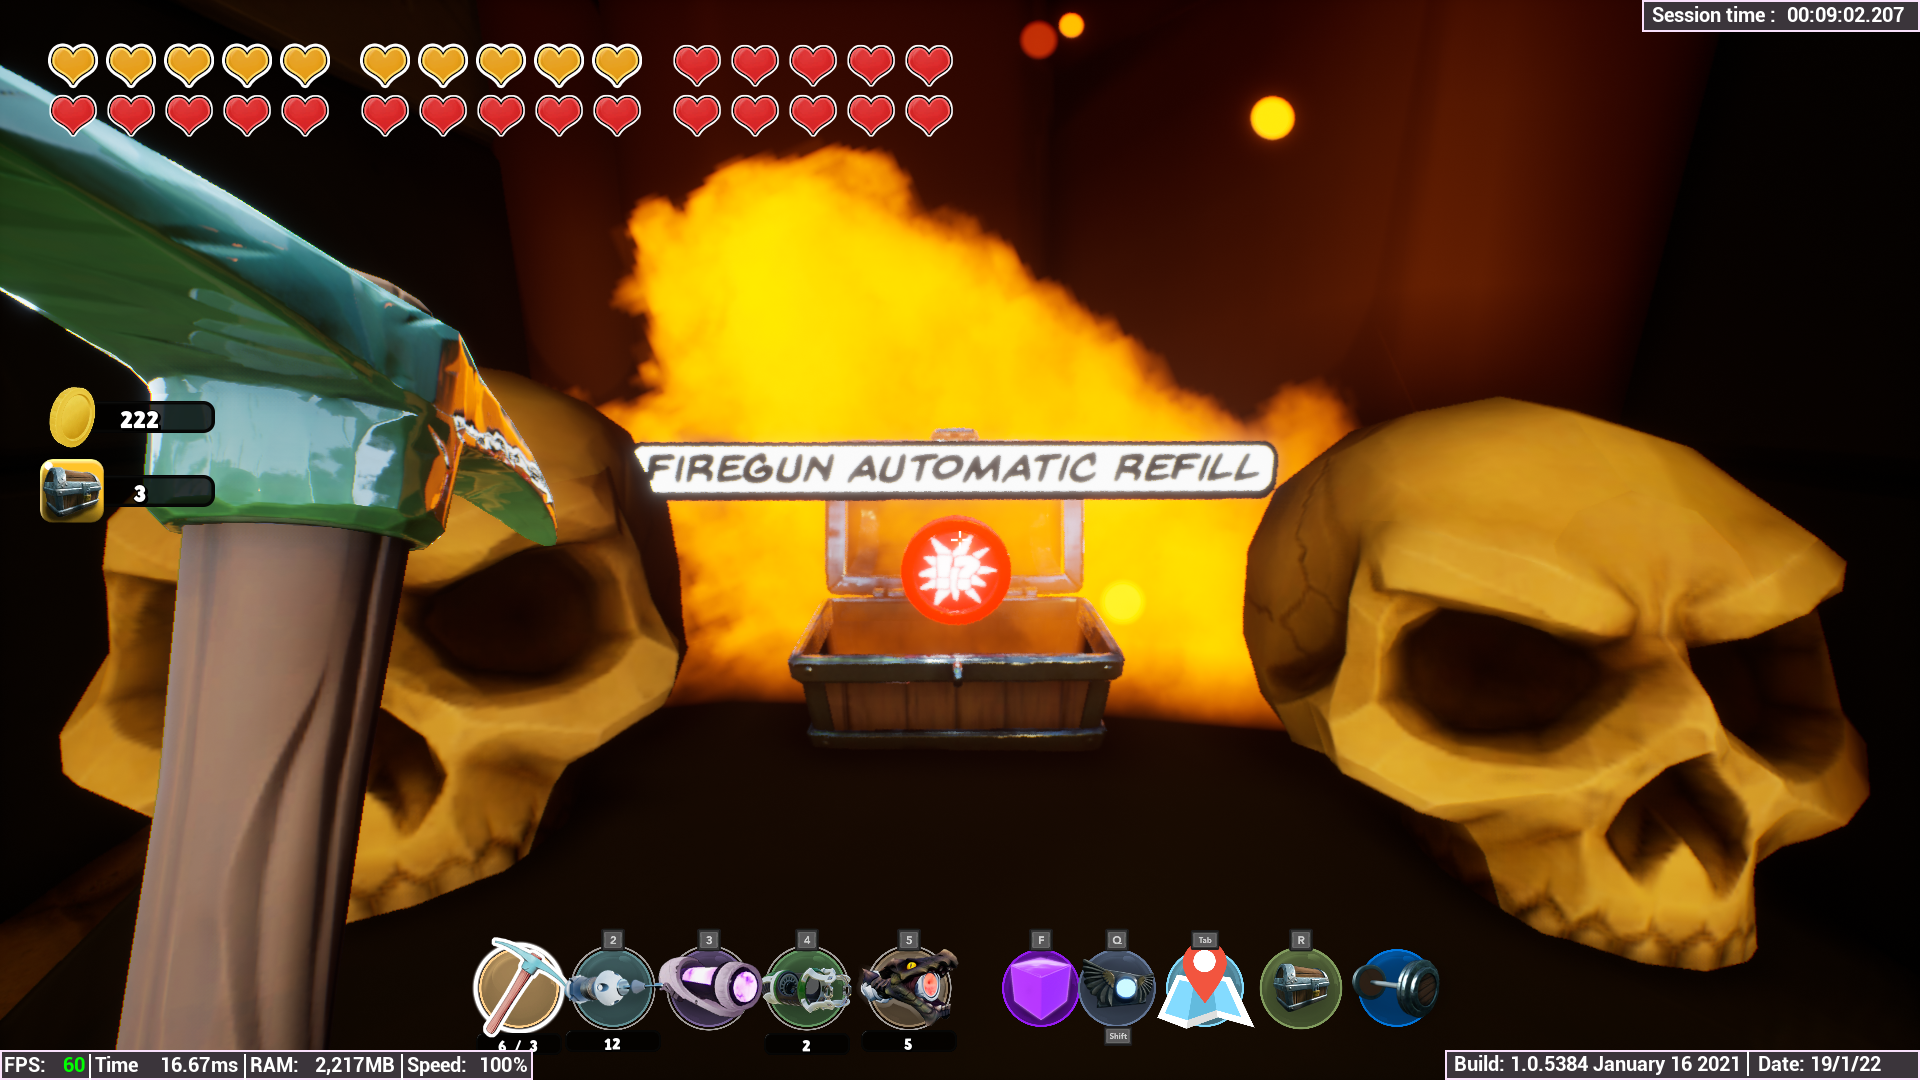 Session time : 00:09:02.207
222
3
FIREGUN AUTOMATIC REFILL
!?
2 3 4 5 F Q Tab R
Shift
6 / 3 12 2 5
FPS: 60 Time 16.67ms RAM: 2,217MB Speed: 100%
Build: 1.0.5384 January 16 2021 Date: 19/1/22